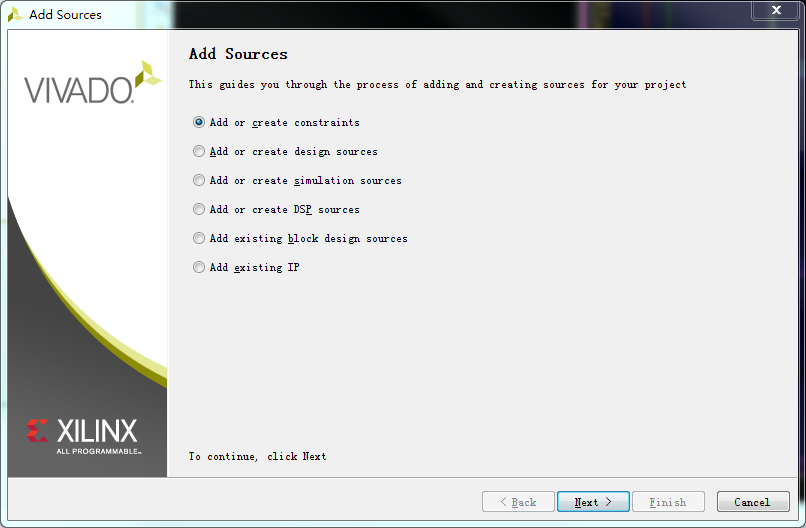 Add Sources
VIVADO.
Add Sources
This guides you through the process of adding and creating sources for your project
Add or create constraints
Add or create design sources
Add or create simulation sources
Add or create DSP sources
Add existing block design sources
Add existing IP
XILINX
ALL PROGRAMMABLE™
To continue, click Next
< Back
Next >
Finish
Cancel